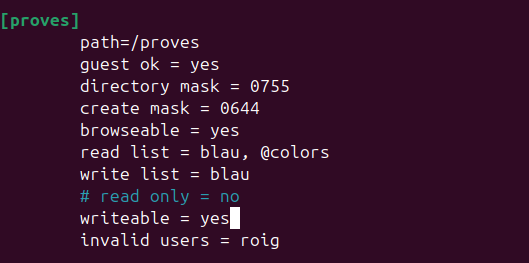 [proves]
path=/proves
guest ok = yes
directory mask = 0755
create mask = 0644
browseable = yes
read list = blau, @colors
write list = blau
# read only = no
writeable = yes
invalid users = roig